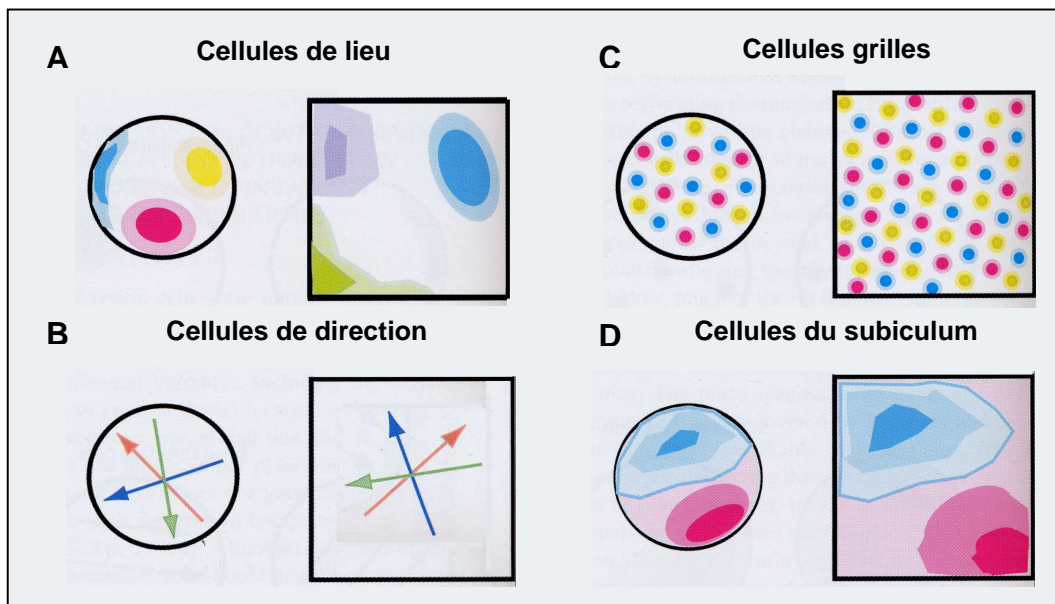 A
Cellules de lieu
C
Cellules grilles
B
Cellules de direction
D
Cellules du subiculum